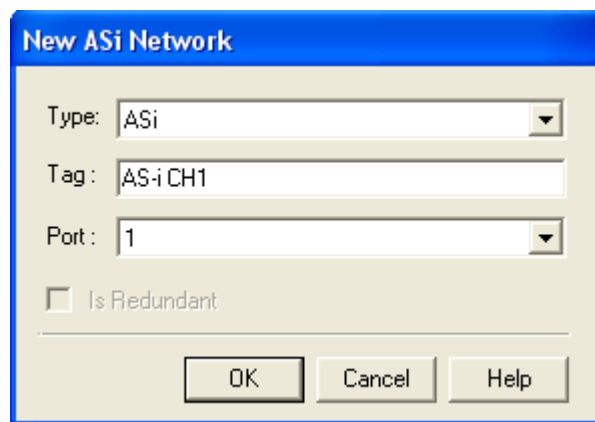 New ASi Network
Type: ASi
Tag: AS-i CH1
Port: 1
Is Redundant
OK Cancel Help